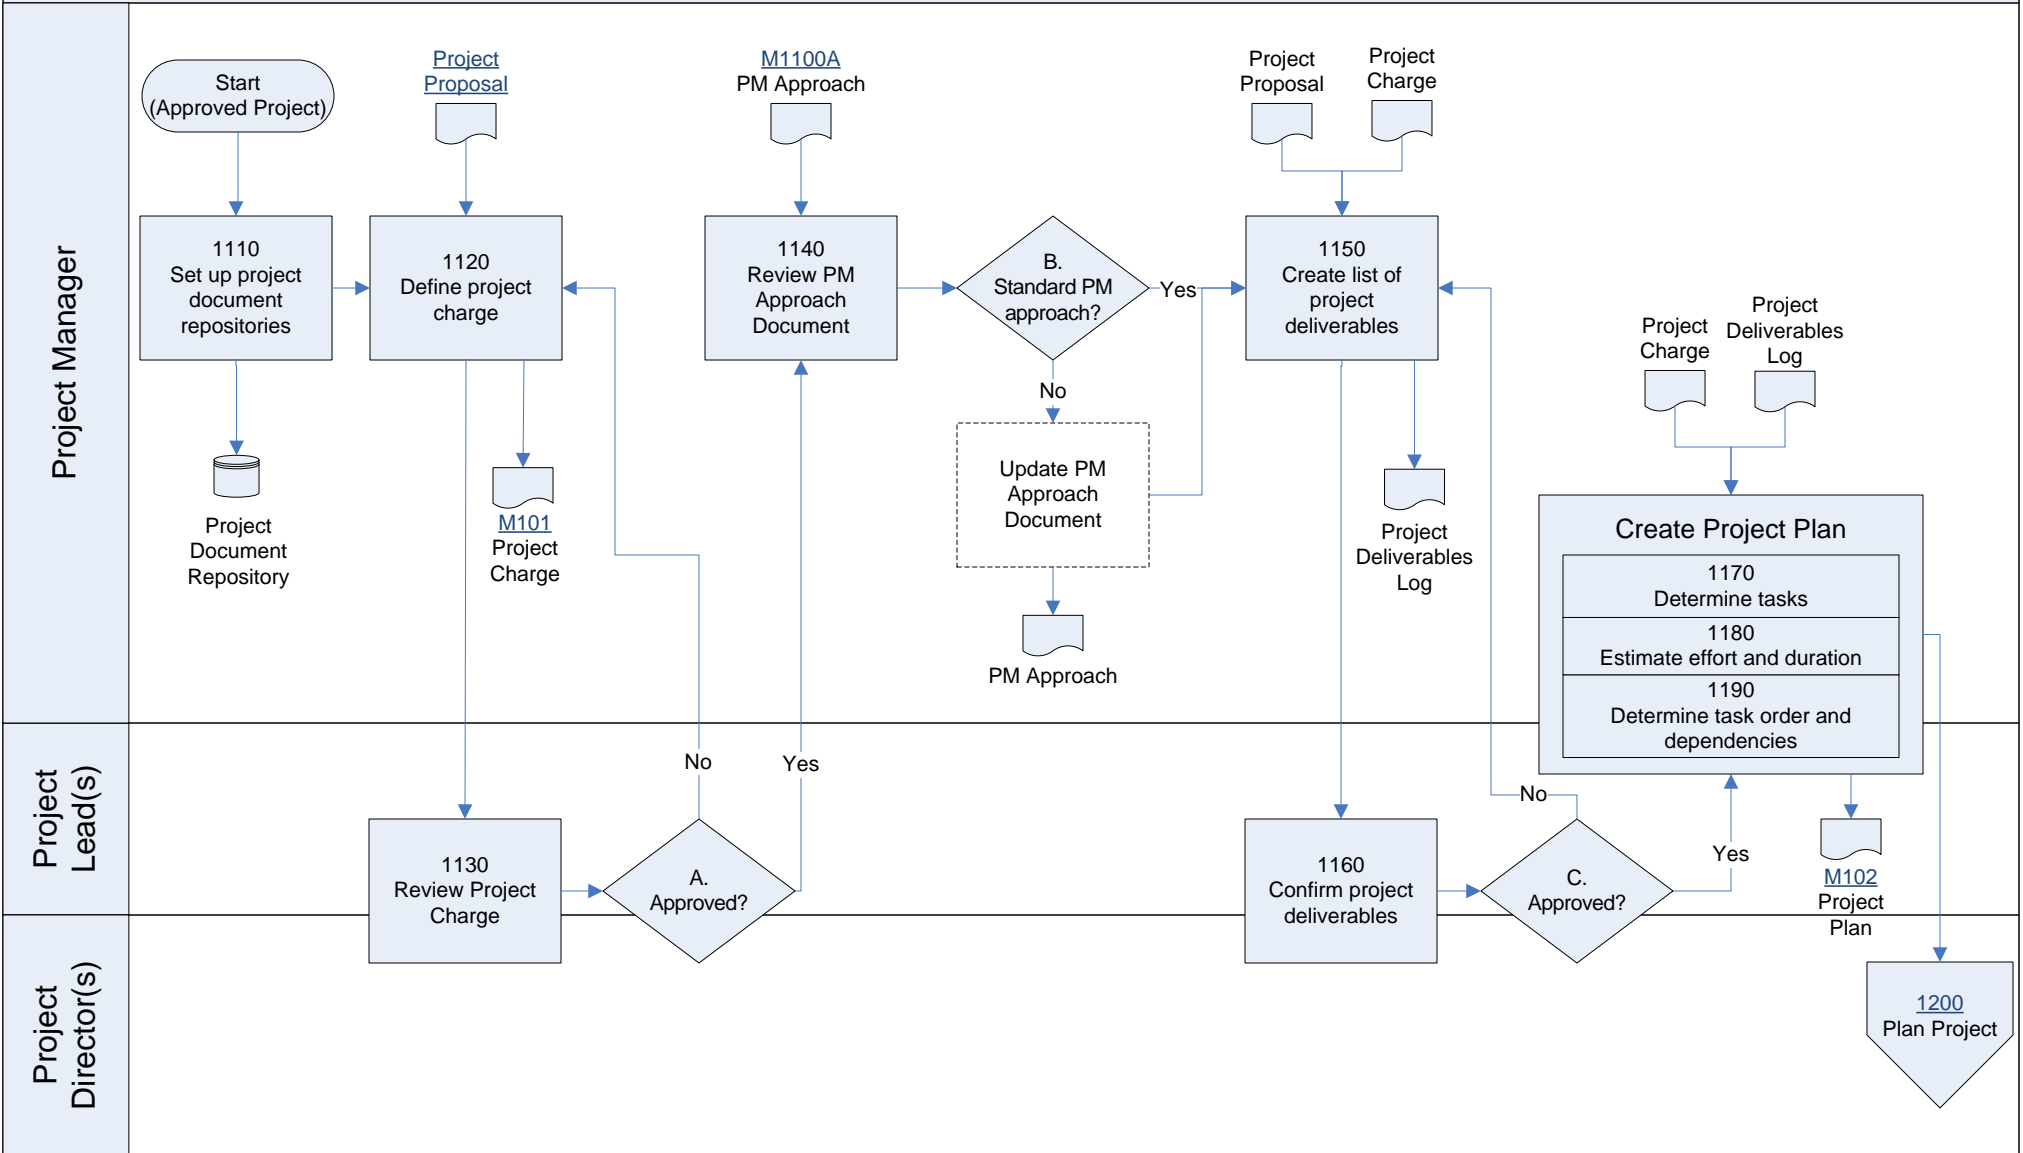 Project Manager
Start
(Approved Project)
Project
Proposal
M1100A
PM Approach
Project
Proposal
Project
Charge
1110
Set up project
document
repositories
1120
Define project
charge
1140
Review PM
Approach
Document
B.
Standard PM
approach?
Yes
No
1150
Create list of
project
deliverables
Project
Charge
Project
Deliverables
Log
Project
Document
Repository
M101
Project
Charge
Update PM
Approach
Document
PM Approach
Project
Deliverables
Log
Create Project Plan
1170
Determine tasks
1180
Estimate effort and duration
1190
Determine task order and
dependencies
Project
Lead(s)
No
Yes
1130
Review Project
Charge
A.
Approved?
1160
Confirm project
deliverables
No
C.
Approved?
Yes
M102
Project
Plan
Project
Director(s)
1200
Plan Project